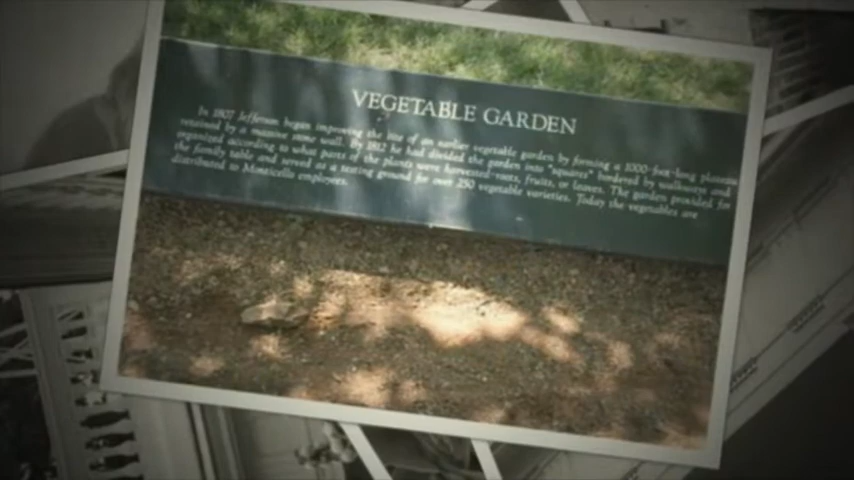 VEGETABLE GARDEN
In 1807 Jefferson began improving the site of an earlier vegetable garden by forming a 1000-foot-long plateau
retained by a massive stone wall. By 1812 he had divided the garden into "squares" bordered by walkways and
organized according to what parts of the plants were harvested-roots, fruits, or leaves. The garden provided for
the family table and served as a testing ground for over 250 vegetable varieties. Today the vegetables are
distributed to Monticello employees.